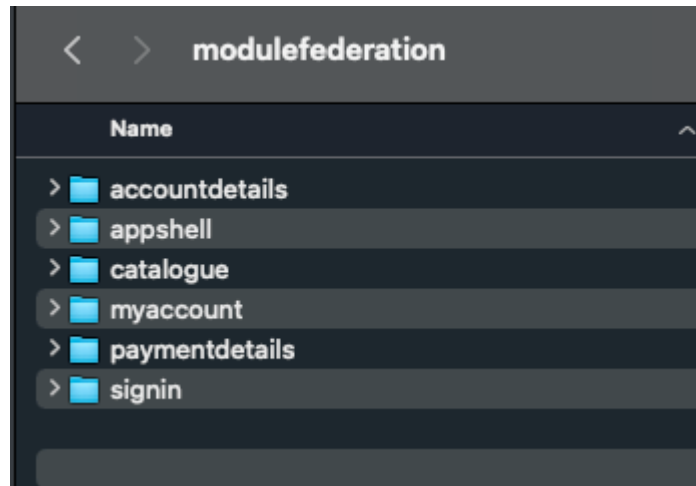 modulefederation
Name
accountdetails
appshell
catalogue
myaccount
paymentdetails
signin